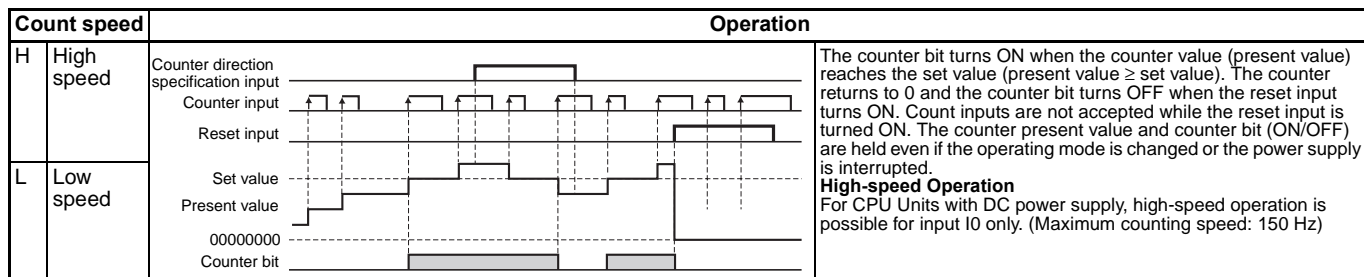 Count speed
Operation
H
High speed
L
Low speed
Counter direction
specification input
Counter input
Reset input
Set value
Present value
00000000
Counter bit
The counter bit turns ON when the counter value (present value)
reaches the set value (present value ≥ set value). The counter
returns to 0 and the counter bit turns OFF when the reset input
turns ON. Count inputs are not accepted while the reset input is
turned ON. The counter present value and counter bit (ON/OFF)
are held even if the operating mode is changed or the power supply
is interrupted.
High-speed Operation
For CPU Units with DC power supply, high-speed operation is
possible for input I0 only. (Maximum counting speed: 150 Hz)